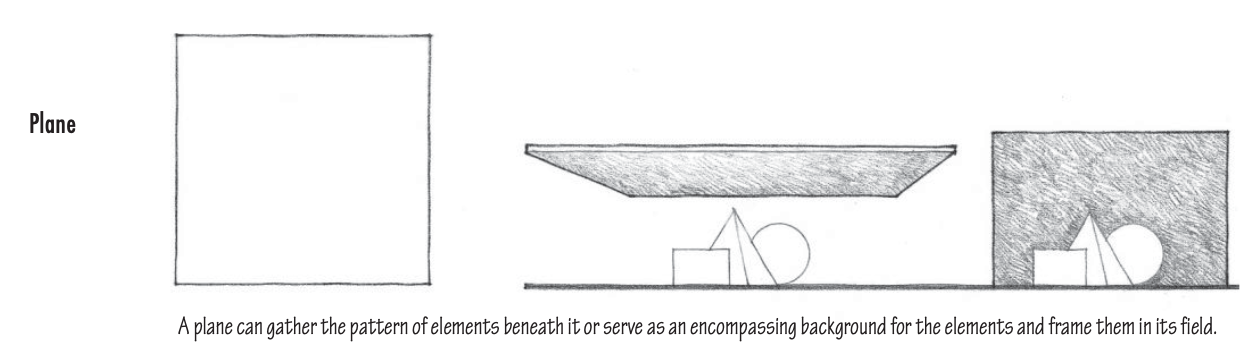 Plane
A plane can gather the pattern of elements beneath it or serve as an encompassing background for the elements and frame them in its field.